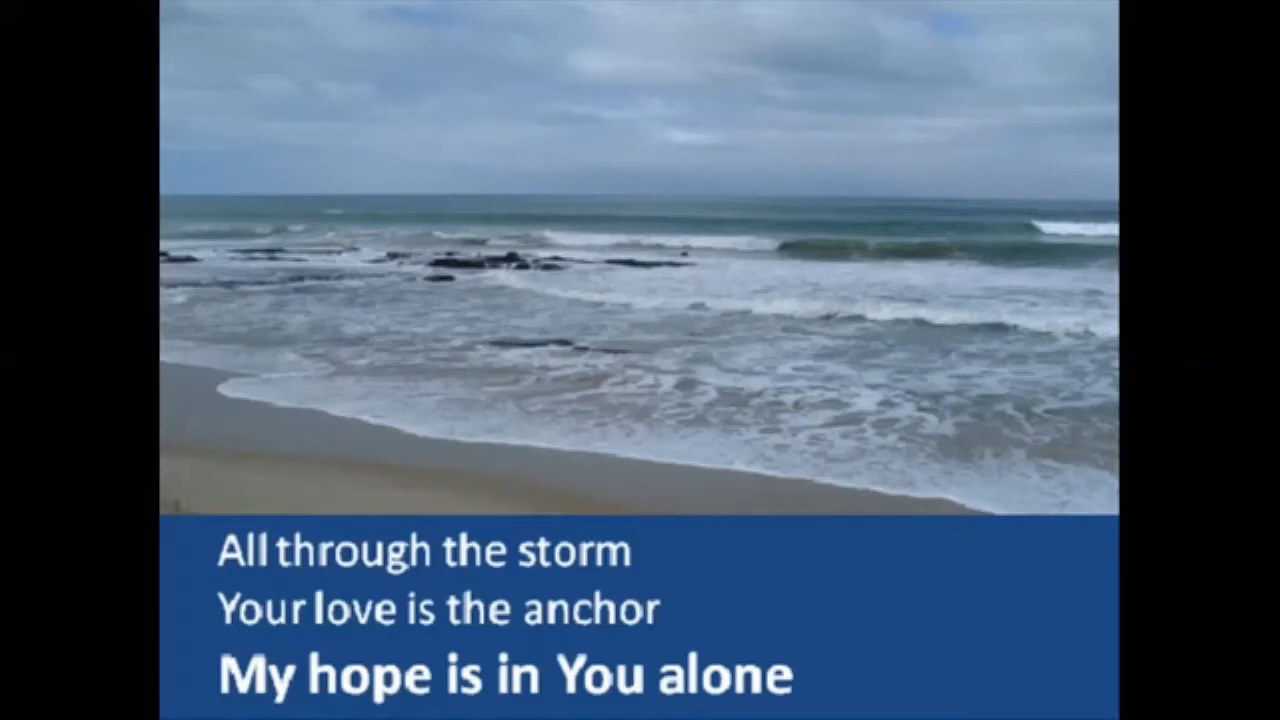 All through the storm
Your love is the anchor
My hope is in You alone